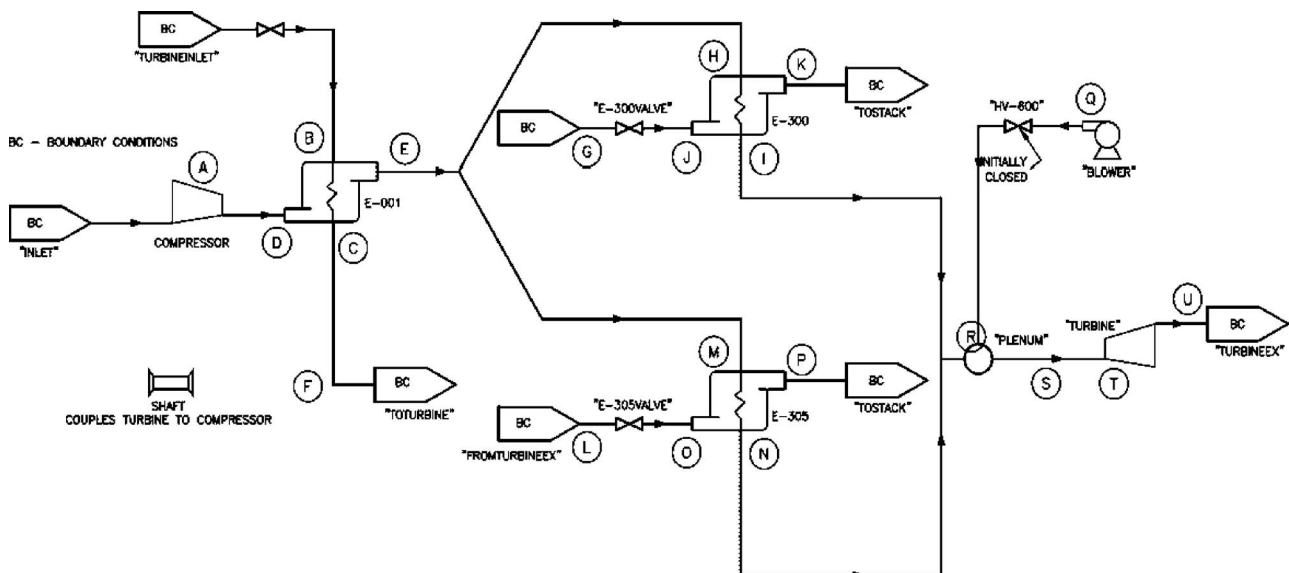 BC
"TURBINEINLET"
BC – BOUNDARY CONDITIONS
A
B
E
BC
"INLET"
COMPRESSOR
D
C
E-001
F
BC
"TOTURBINE"
SHAFT
COUPLES TURBINE TO COMPRESSOR
H
K
BC
"TOSTACK"
BC
"E-300VALVE"
G
J
I
E-300
"HV-600"
Q
INITIALLY
CLOSED
"BLOWER"
M
P
BC
"TOSTACK"
BC
"FROMTURBINEEX"
"E-305VALVE"
L
O
N
E-305
R
"PLENUM"
S
"TURBINE"
T
U
BC
"TURBINEEX"